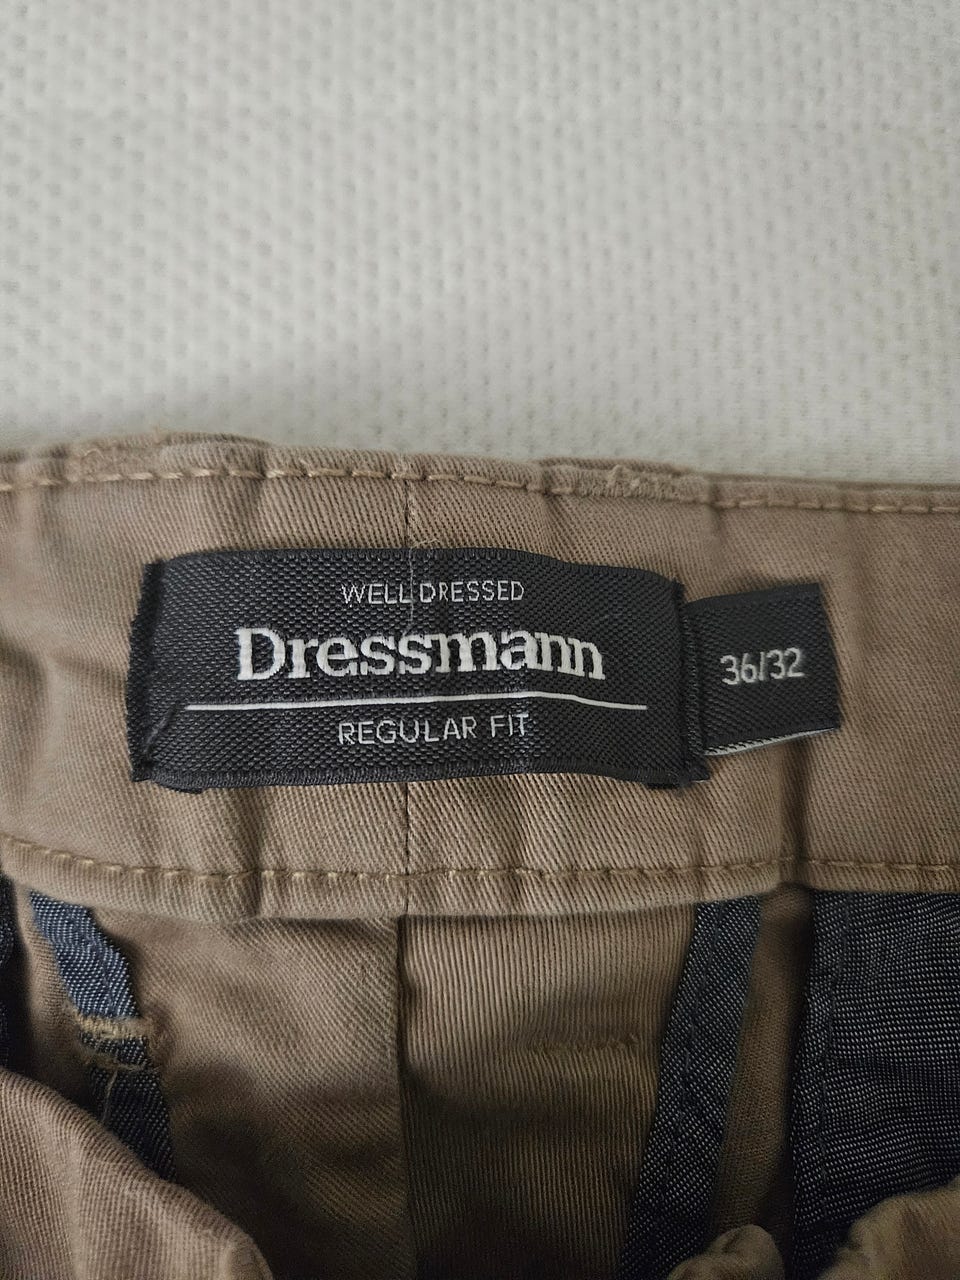 WELL DRESSED
Dressmann
REGULAR FIT
36/32